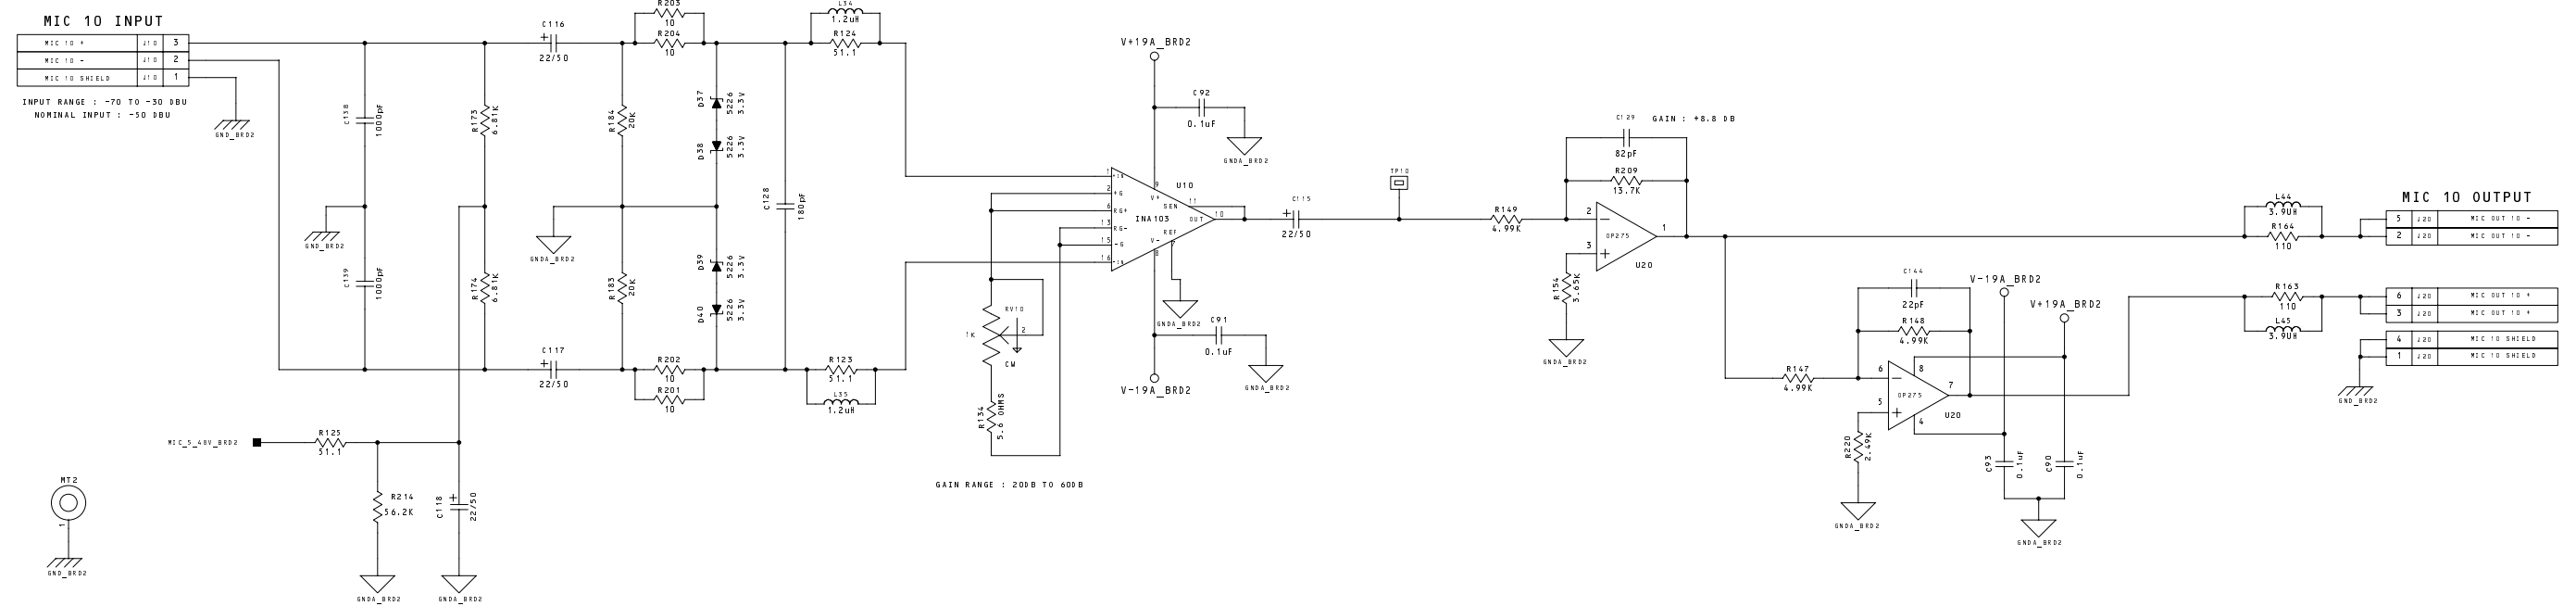 MIC 10 INPUT
MIC 10 + J10 3
MIC 10 - J10 2
MIC 10 SHIELD J10 1
INPUT RANGE : -70 TO -30 DBU
NOMINAL INPUT : -50 DBU
GND_BRD2
C138
1000pF
GND_BRD2
C139
1000pF
R173
6.81K
R174
6.81K
C116
+
22/50
C117
+
22/50
R203
10
R204
10
R184
20K
R183
20K
GNDA_BRD2
D37
5226
3.3V
D38
5226
3.3V
D39
5226
3.3V
D40
5226
3.3V
R202
10
R201
10
C128
180pF
L34
1.2uH
R124
51.1
R123
51.1
L35
1.2uH
MIC_5_48V_BRD2
R125
51.1
R214
56.2K
GNDA_BRD2
C118
+
22/50
GNDA_BRD2
MT2
1
GND_BRD2
V+19A_BRD2
C92
0.1uF
GNDA_BRD2
U10
INA103
1 +IN
2 +G
6 RG+
13 RG-
15 -G
16 -IN
9
V+
11
SEN
10
OUT
REF
7
V-
8
GNDA_BRD2
C91
0.1uF
GNDA_BRD2
V-19A_BRD2
RV10
1K
2
CW
R134
5.6 OHMS
GAIN RANGE : 20DB TO 60DB
C115
+
22/50
TP10
R149
4.99K
C129
82pF
GAIN : +8.8 DB
R209
13.7K
2
3
1
OP275
U20
R154
3.65K
GNDA_BRD2
R147
4.99K
C144
22pF
R148
4.99K
6
5
8
7
4
OP275
U20
R220
2.49K
GNDA_BRD2
V-19A_BRD2
V+19A_BRD2
C93
0.1uF
C90
0.1uF
GNDA_BRD2
L44
3.9UH
R164
110
R163
110
L45
3.9UH
MIC 10 OUTPUT
5 J20 MIC OUT 10 -
2 J20 MIC OUT 10 -
6 J20 MIC OUT 10 +
3 J20 MIC OUT 10 +
4 J20 MIC 10 SHIELD
1 J20 MIC 10 SHIELD
GND_BRD2